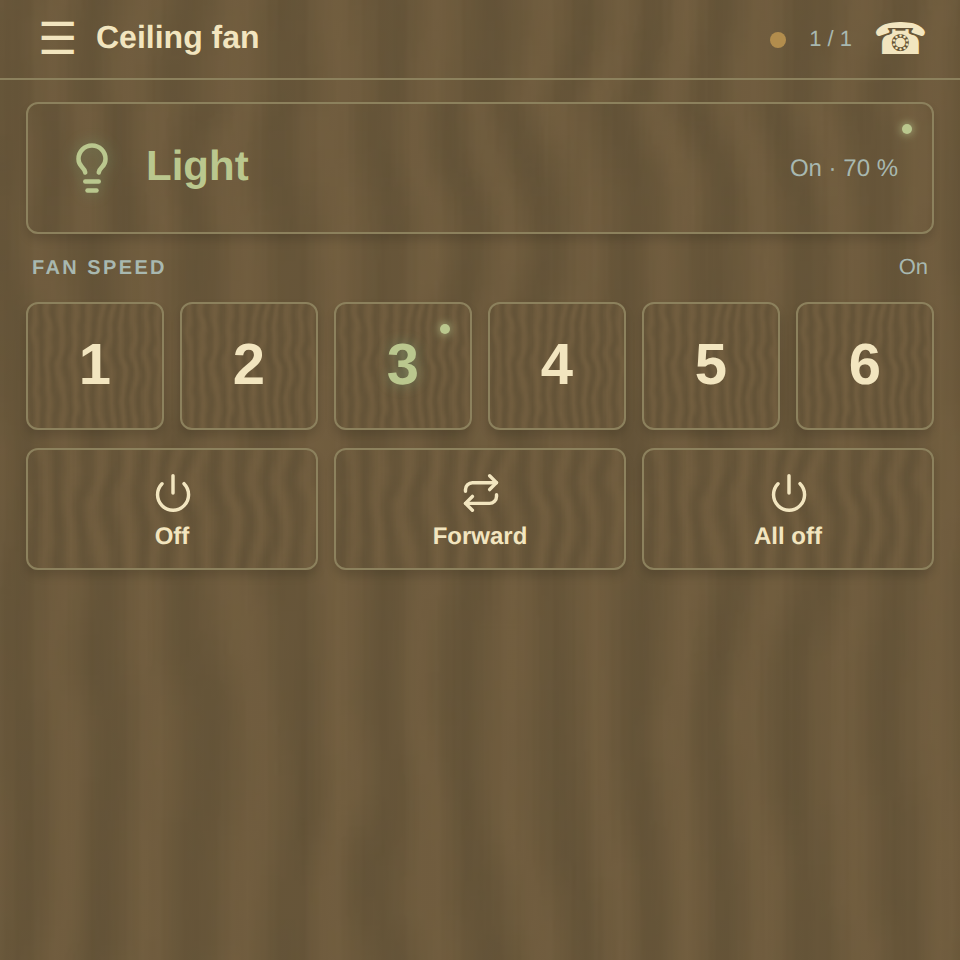 Ceiling fan
1 / 1
Light
On · 70 %
FAN SPEED
On
1 2 3 4 5 6
Off
Forward
All off